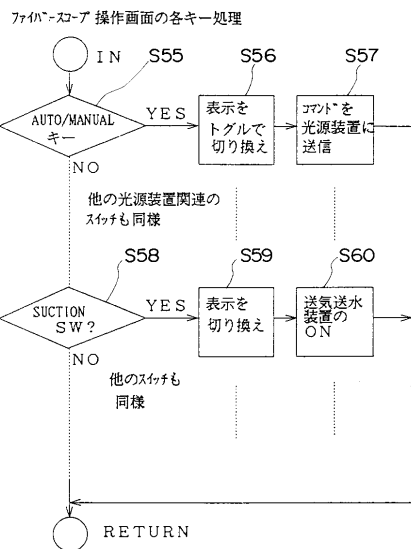 ﾌｧｲﾊﾞｰｽｺｰﾌﾟ 操作画面の各キー処理
IN
S55
S56
S57
AUTO/MANUAL
キー
YES
表示を
トグルで
切り換え
ｺﾏﾝﾄﾞを
光源装置に
送信
NO
他の光源装置関連の
ｽｲｯﾁも同様
S58
S59
S60
SUCTION
SW?
YES
表示を
切り換え
送気送水
装置の
ON
NO
他のｽｲｯﾁも
同様
RETURN